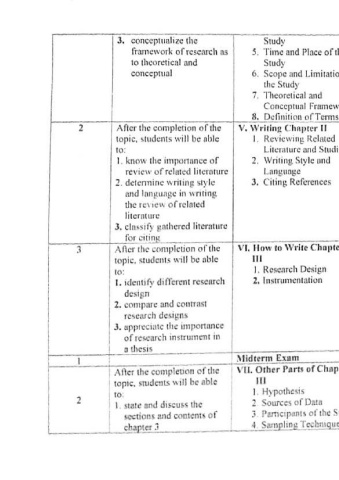 3. conceptualize the
framework of research as
to theoretical and
conceptual
Study
5. Time and Place of t
Study
6. Scope and Limitatio
the Study
7. Theoretical and
Conceptual Framew
8. Definition of Terms
2
After the completion of the
topic, students will be able
to:
1. know the importance of
review of related literature
2. determine writing style
and language in writing
the review of related
literature
3. classify gathered literature
for citing
V. Writing Chapter II
1. Reviewing Related
Literature and Studi
2. Writing Style and
Language
3. Citing References
3
After the completion of the
topic, students will be able
to:
1. identify different research
design
2. compare and contrast
research designs
3. appreciate the importance
of research instrument in
a thesis
VI. How to Write Chapte
III
1. Research Design
2. Instrumentation
1
Midterm Exam
2
After the completion of the
topic, students will be able
to:
1. state and discuss the
sections and contents of
chapter 3
VII. Other Parts of Chap
III
1. Hypothesis
2. Sources of Data
3. Participants of the S
4. Sampling Technique